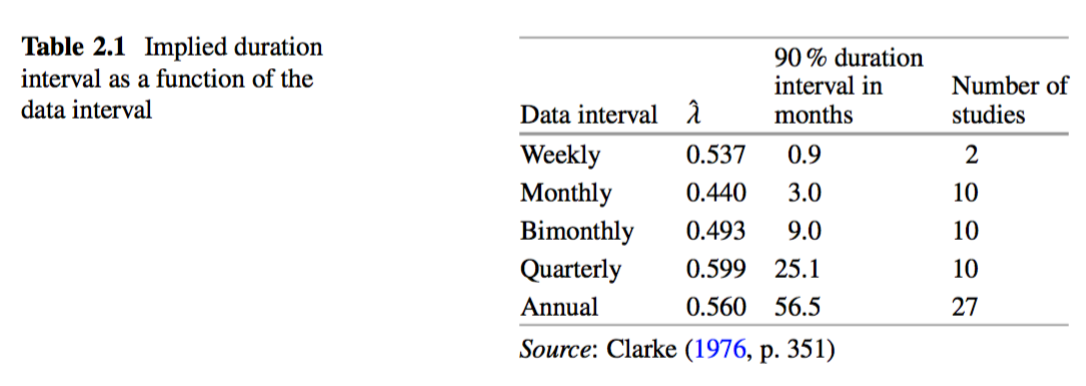 Table 2.1 Implied duration
interval as a function of the
data interval
Data interval λ̂ 90 % duration interval in months Number of studies
Weekly 0.537 0.9 2
Monthly 0.440 3.0 10
Bimonthly 0.493 9.0 10
Quarterly 0.599 25.1 10
Annual 0.560 56.5 27
Source: Clarke (1976, p. 351)